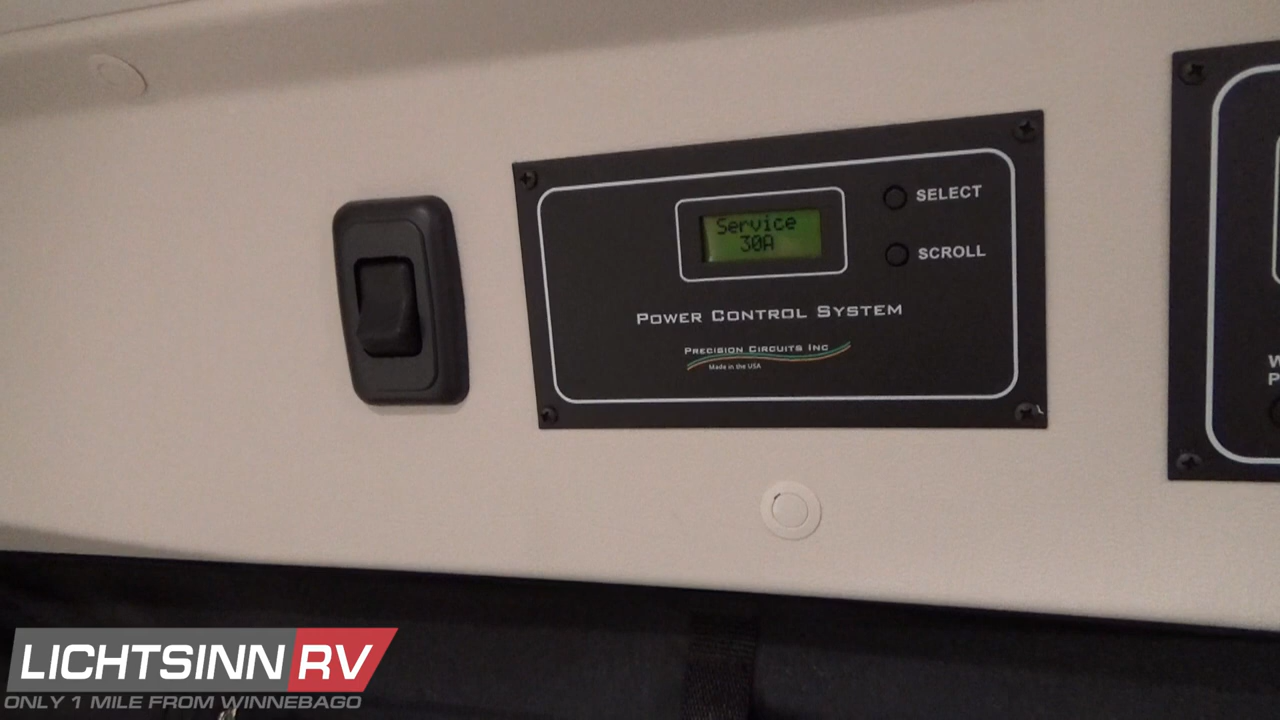 Service
30A
SELECT
SCROLL
POWER CONTROL SYSTEM
PRECISION CIRCUITS INC
Made in the USA
LICHTSINN RV
ONLY 1 MILE FROM WINNEBAGO